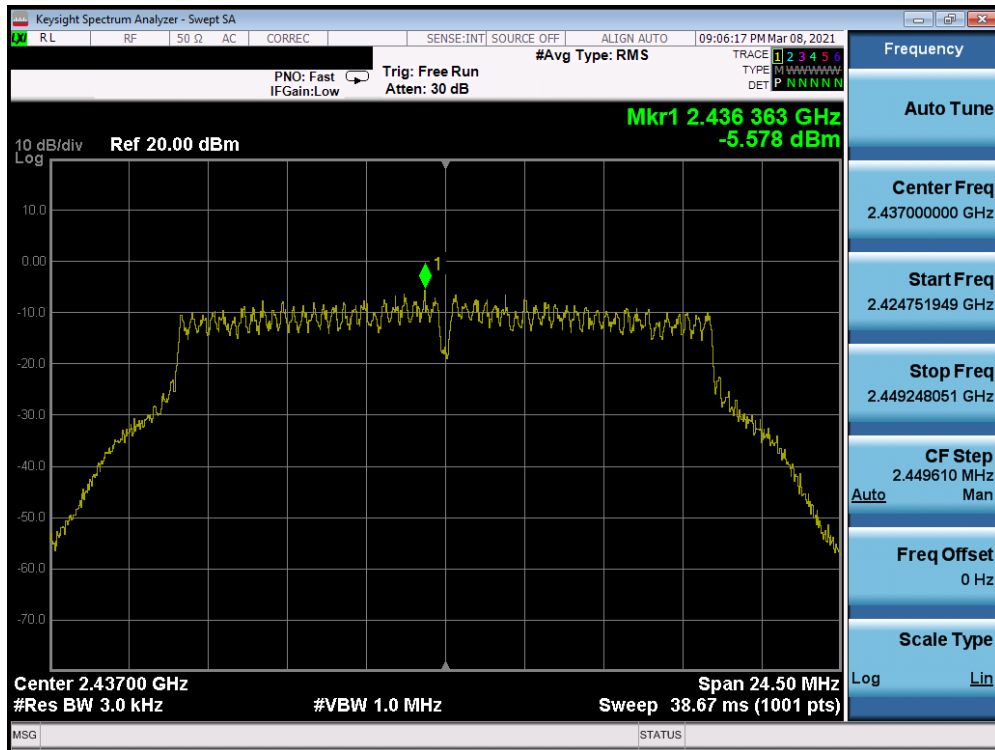 Keysight Spectrum Analyzer - Swept SA
LXI RL RF 50 Ω AC CORREC SENSE:INT SOURCE OFF ALIGN AUTO 09:06:17 PM Mar 08, 2021
#Avg Type: RMS
TRACE 1 2 3 4 5 6
TYPE M WWWWW
DET P N N N N N
PNO: Fast
IFGain:Low
Trig: Free Run
Atten: 30 dB
Mkr1 2.436 363 GHz
-5.578 dBm
10 dB/div
Log
Ref 20.00 dBm
10.0
0.00
-10.0
-20.0
-30.0
-40.0
-50.0
-60.0
-70.0
1
Center 2.43700 GHz
#Res BW 3.0 kHz
#VBW 1.0 MHz
Span 24.50 MHz
Sweep 38.67 ms (1001 pts)
MSG
STATUS
Frequency
Auto Tune
Center Freq
2.437000000 GHz
Start Freq
2.424751949 GHz
Stop Freq
2.449248051 GHz
CF Step
2.449610 MHz
Auto Man
Freq Offset
0 Hz
Scale Type
Log Lin